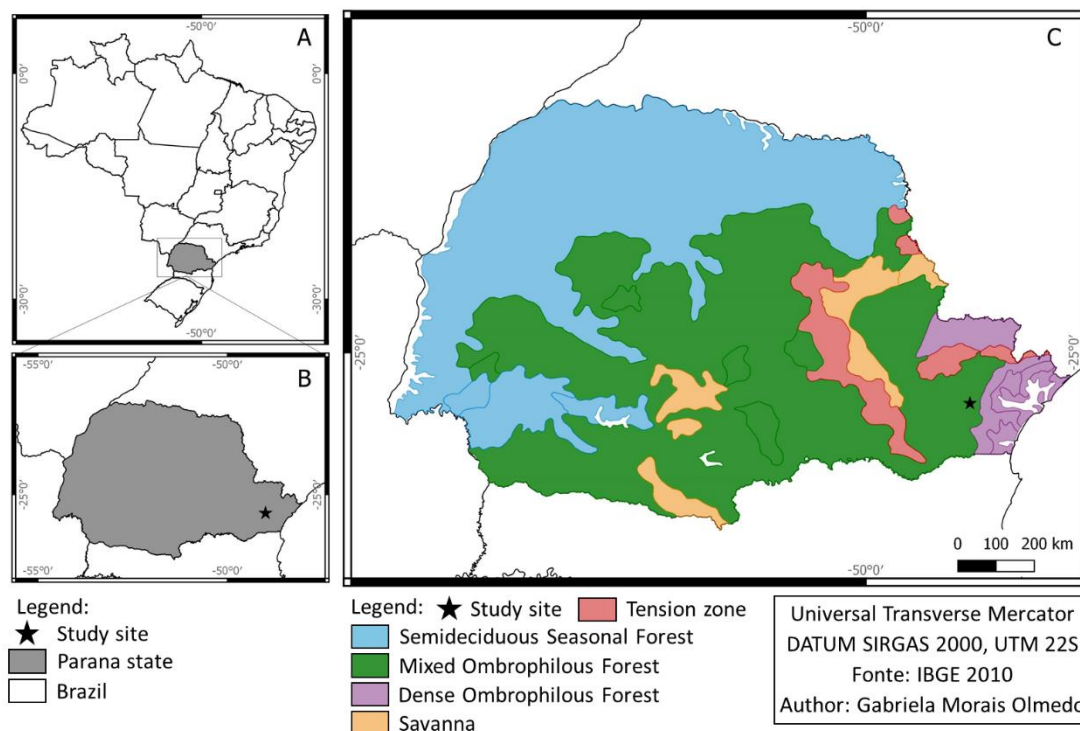 -50°0'
A
0°0'
0°0'
-30°0'
-30°0'
-50°0'
-55°0'
-50°0'
B
-25°0'
-25°0'
-55°0'
-50°0'
Legend:
Study site
Parana state
Brazil
-50°0'
C
-25°0'
-25°0'
0 100 200 km
-50°0'
Legend: Study site Tension zone
Semideciduous Seasonal Forest
Mixed Ombrophilous Forest
Dense Ombrophilous Forest
Savanna
Universal Transverse Mercator
DATUM SIRGAS 2000, UTM 22S
Fonte: IBGE 2010
Author: Gabriela Morais Olmedo